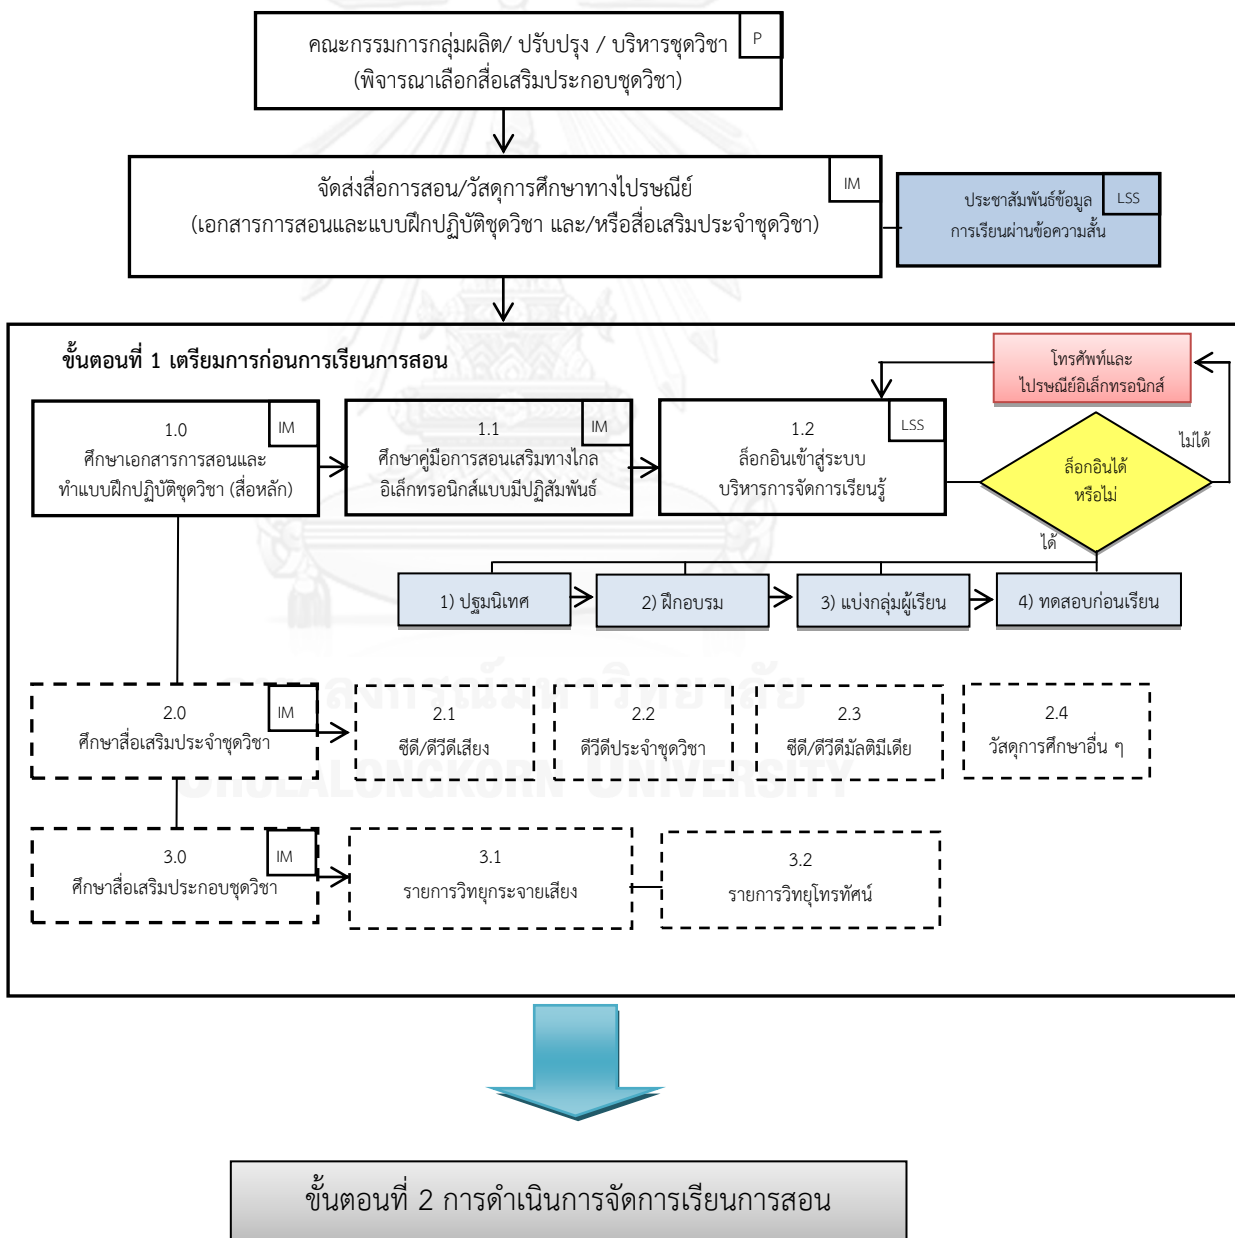 คณะกรรมการกลุ่มผลิต/ ปรับปรุง / บริหารชุดวิชา
P
(พิจารณาเลือกสื่อเสริมประกอบชุดวิชา)
จัดส่งสื่อการสอน/วัสดุการศึกษาทางไปรษณีย์
IM
(เอกสารการสอนและแบบฝึกปฏิบัติชุดวิชา และ/หรือสื่อเสริมประจำชุดวิชา)
ประชาสัมพันธ์ข้อมูล
LSS
การเรียนผ่านข้อความสั้น
ขั้นตอนที่ 1 เตรียมการก่อนการเรียนการสอน
โทรศัพท์และ
ไปรษณีย์อิเล็กทรอนิกส์
1.0
IM
ศึกษาเอกสารการสอนและ
ทำแบบฝึกปฏิบัติชุดวิชา (สื่อหลัก)
1.1
IM
ศึกษาคู่มือการสอนเสริมทางไกล
อิเล็กทรอนิกส์แบบมีปฏิสัมพันธ์
1.2
LSS
ล็อกอินเข้าสู่ระบบ
บริหารการจัดการเรียนรู้
ล็อกอินได้
หรือไม่
ไม่ได้
ได้
1) ปฐมนิเทศ
2) ฝึกอบรม
3) แบ่งกลุ่มผู้เรียน
4) ทดสอบก่อนเรียน
ลงกรณ์มหาวิทยาลัย
2.0
IM
ศึกษาสื่อเสริมประจำชุดวิชา
2.1
ซีดี/ดีวีดีเสียง
2.2
ดีวีดีประจำชุดวิชา
2.3
ซีดี/ดีวีดีมัลติมีเดีย
2.4
วัสดุการศึกษาอื่น ๆ
CHULALONGKORN UNIVERSITY
3.0
IM
ศึกษาสื่อเสริมประกอบชุดวิชา
3.1
รายการวิทยุกระจายเสียง
3.2
รายการวิทยุโทรทัศน์
ขั้นตอนที่ 2 การดำเนินการจัดการเรียนการสอน